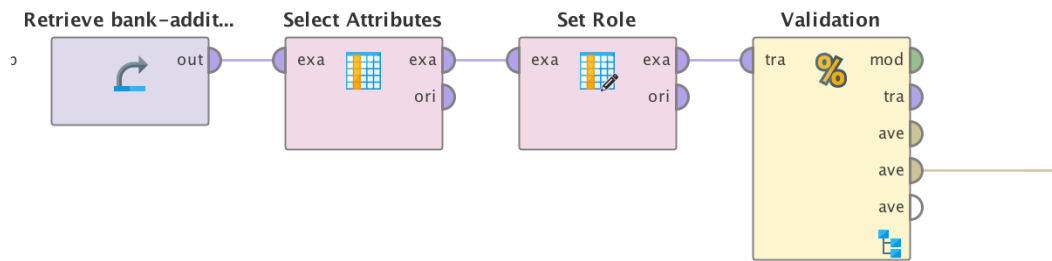 Retrieve bank-addit...
Select Attributes
Set Role
Validation
out
exa
exa
ori
exa
exa
ori
tra
mod
tra
ave
ave
ave
%